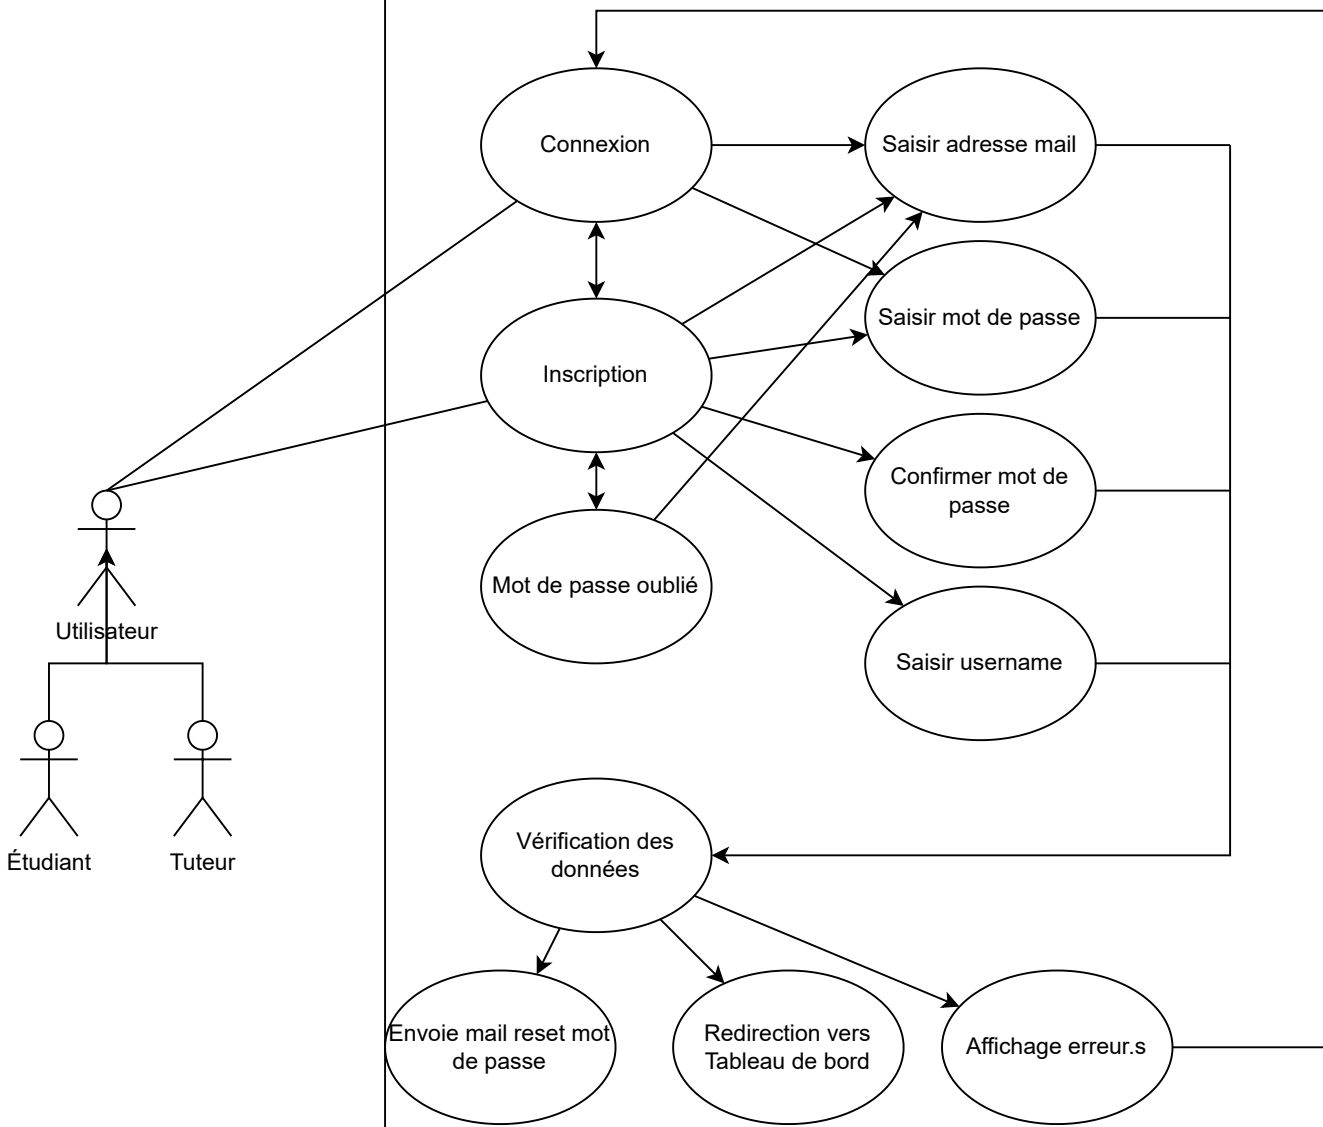 Connexion
Saisir adresse mail
Saisir mot de passe
Inscription
Confirmer mot de
passe
Mot de passe oublié
Utilisateur
Saisir username
Étudiant
Tuteur
Vérification des
données
Envoie mail reset mot
de passe
Redirection vers
Tableau de bord
Affichage erreur.s